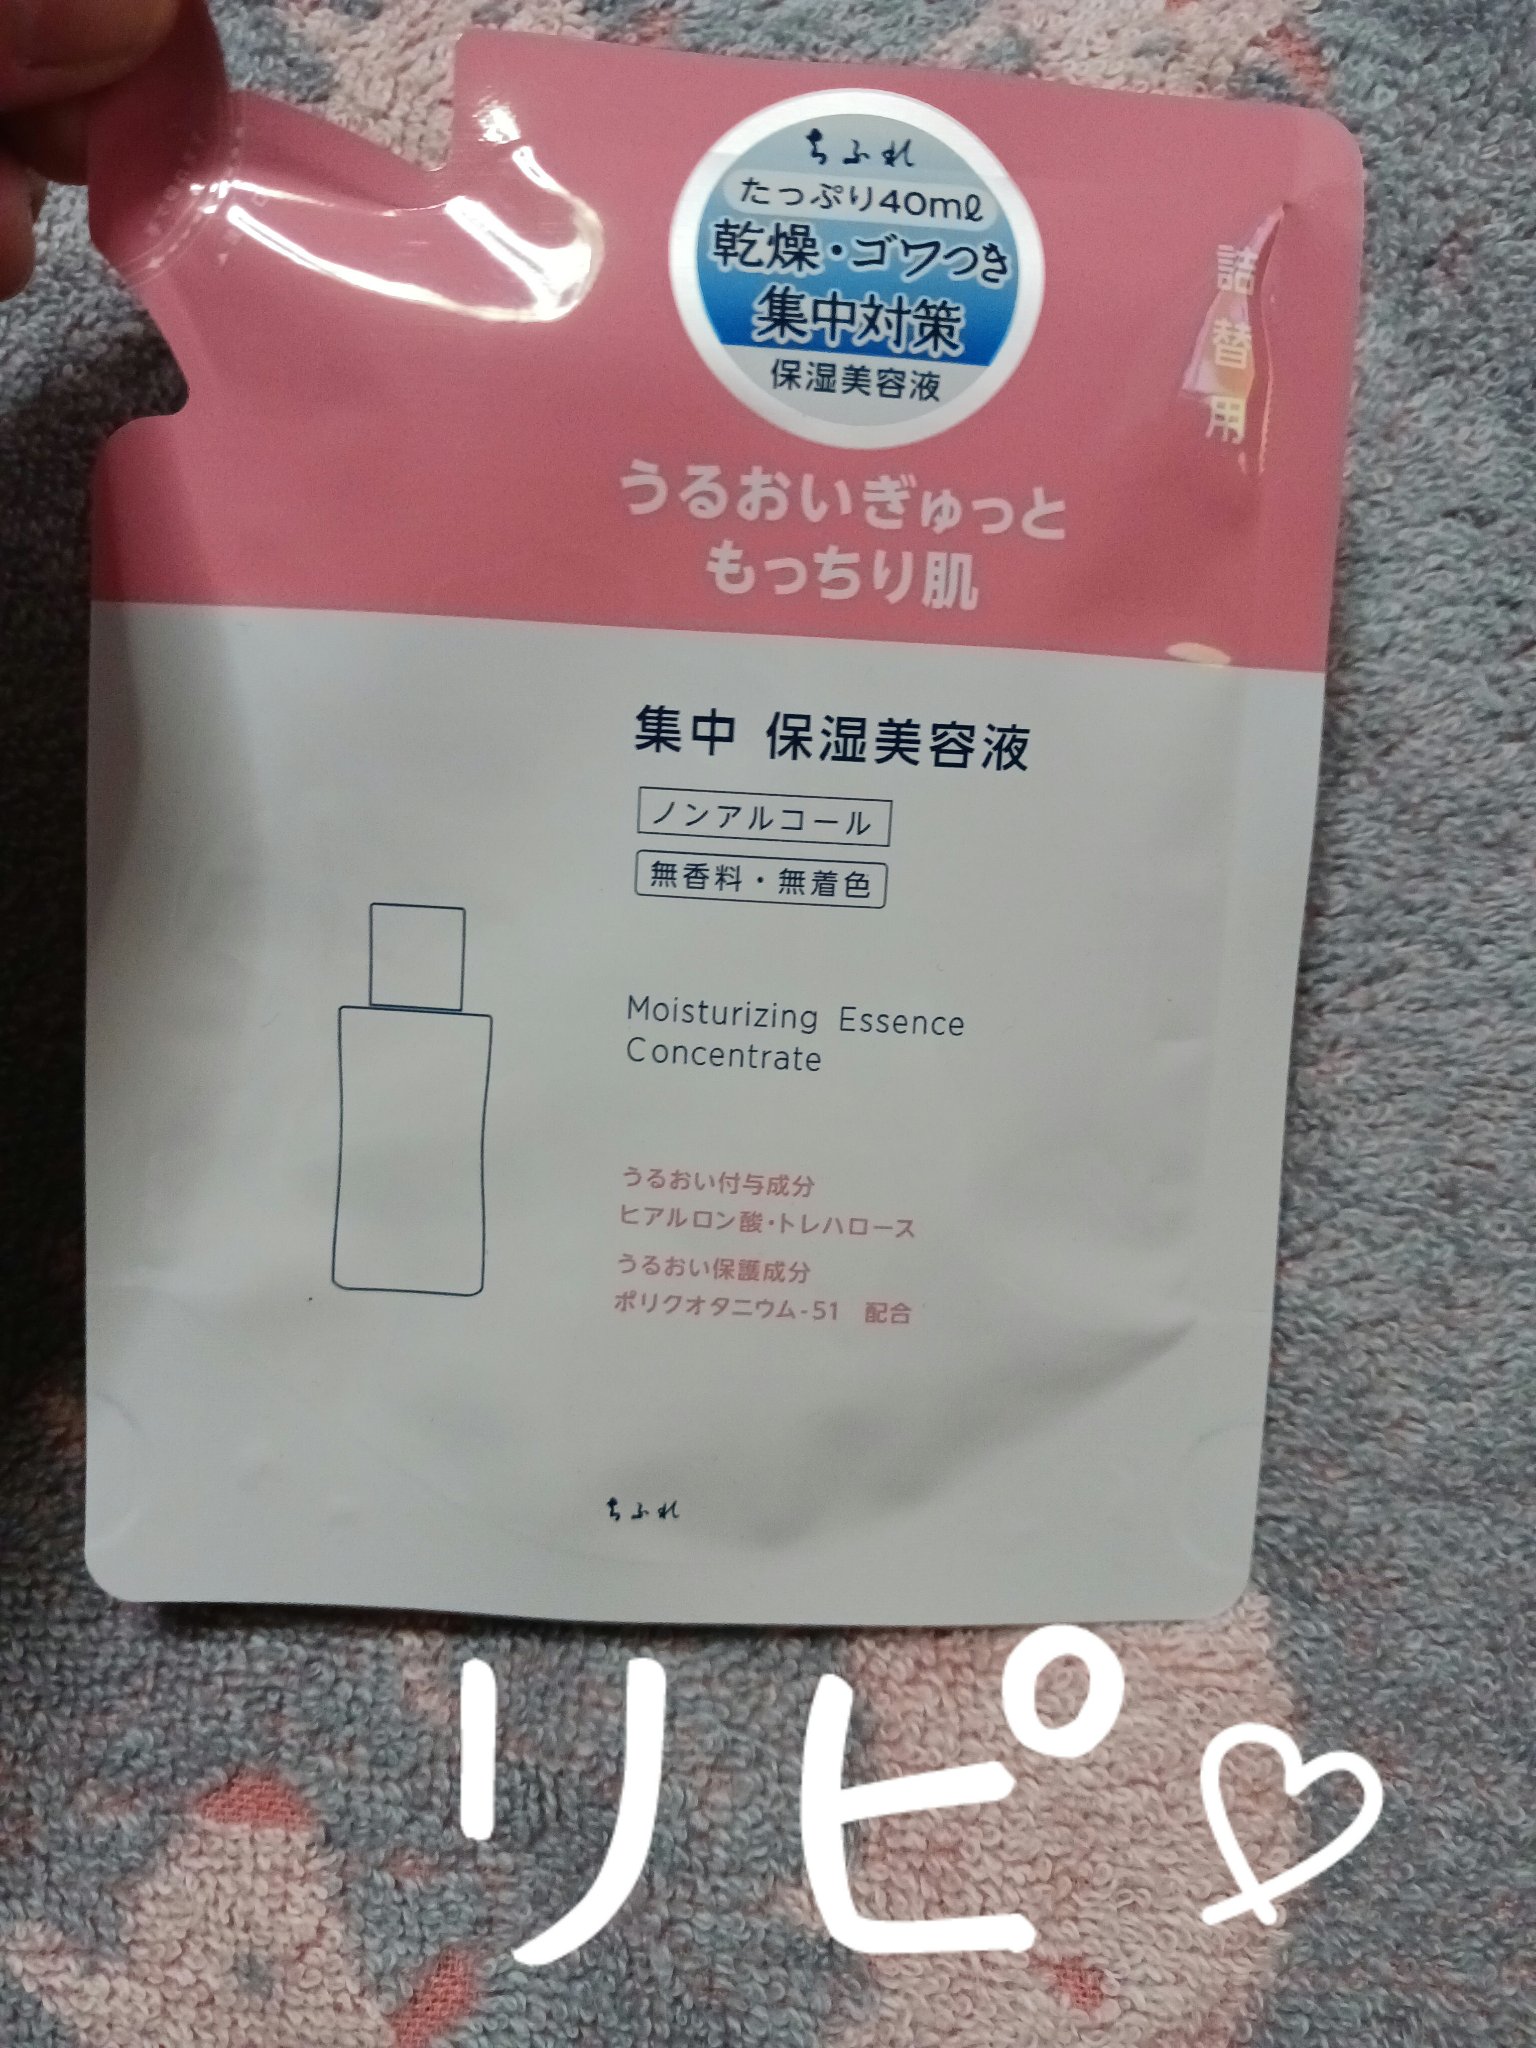 ちふれ
たっぷり40mℓ
乾燥・ゴワつき
集中対策
保湿美容液
詰替用
うるおいぎゅっと
もっちり肌
集中 保湿美容液
ノンアルコール
無香料・無着色
Moisturizing Essence
Concentrate
うるおい付与成分
ヒアルロン酸・トレハロース
うるおい保護成分
ポリクオタニウム-51 配合
ちふれ
リピ♡